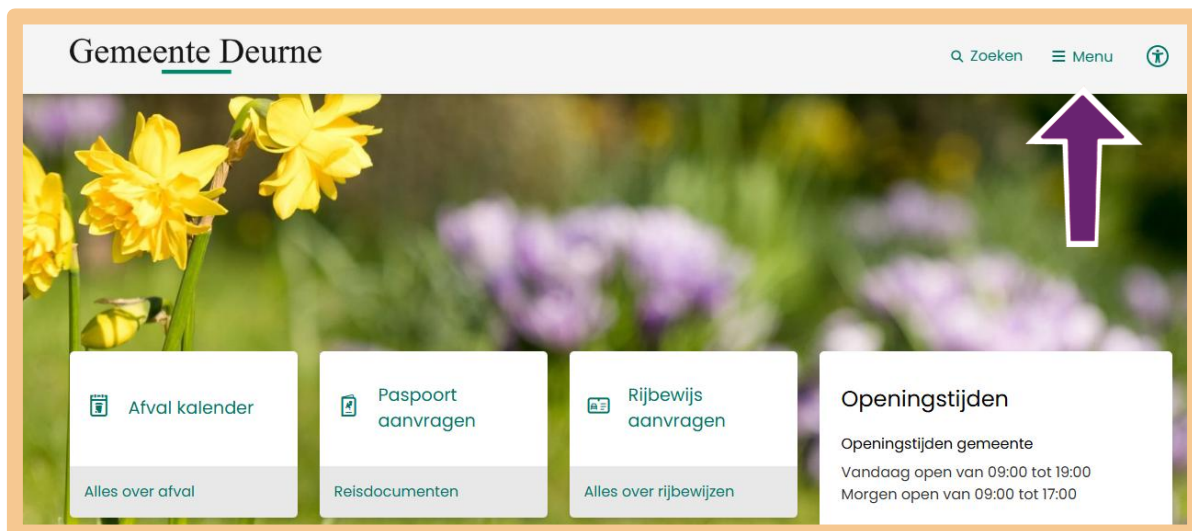 Gemeente Deurne
Zoeken
Menu
Afval kalender
Alles over afval
Paspoort
aanvragen
Reisdocumenten
Rijbewijs
aanvragen
Alles over rijbewijzen
Openingstijden
Openingstijden gemeente
Vandaag open van 09:00 tot 19:00
Morgen open van 09:00 tot 17:00